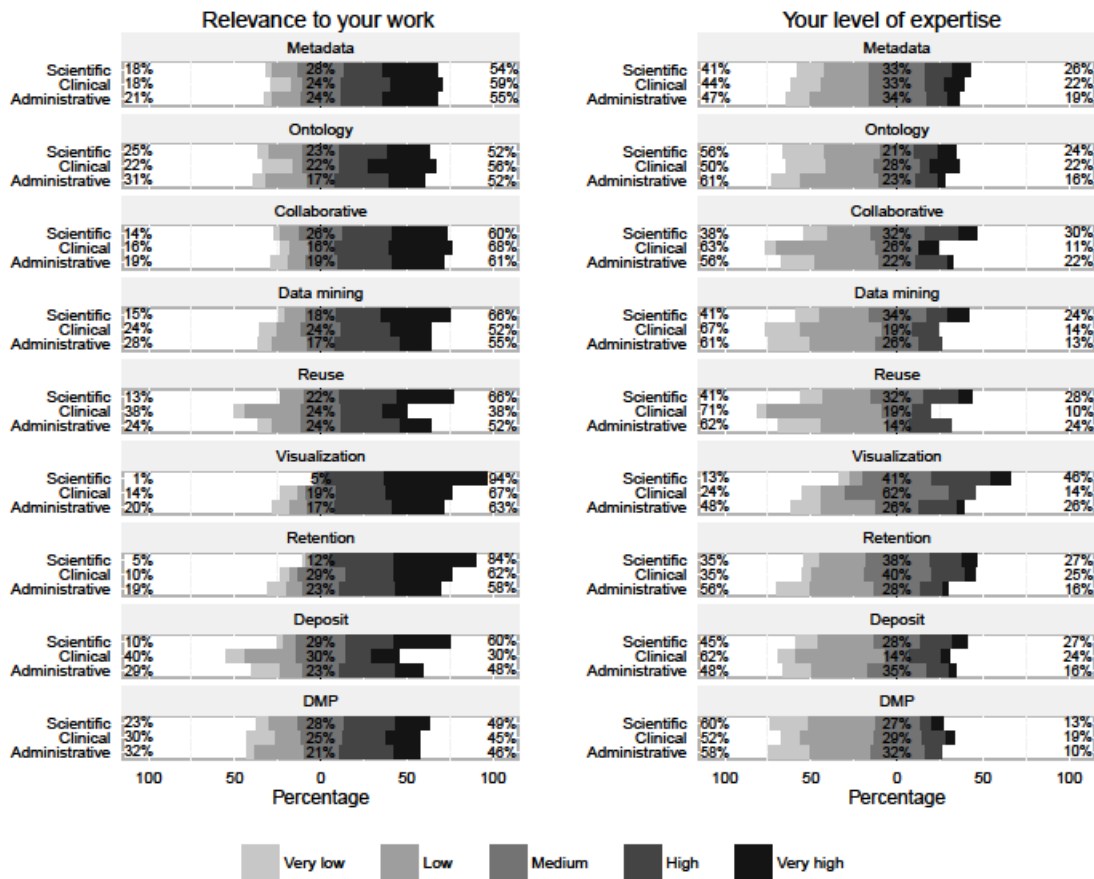 Relevance to your work
Metadata
Scientific 18% 28% 54%
Clinical 18% 24% 59%
Administrative 21% 24% 55%
Ontology
Scientific 25% 23% 52%
Clinical 22% 22% 56%
Administrative 31% 17% 52%
Collaborative
Scientific 14% 26% 60%
Clinical 16% 16% 68%
Administrative 19% 19% 61%
Data mining
Scientific 15% 18% 66%
Clinical 24% 24% 52%
Administrative 28% 17% 55%
Reuse
Scientific 13% 22% 66%
Clinical 38% 24% 38%
Administrative 24% 24% 52%
Visualization
Scientific 1% 5% 94%
Clinical 14% 19% 67%
Administrative 20% 17% 63%
Retention
Scientific 5% 12% 84%
Clinical 10% 29% 62%
Administrative 19% 23% 58%
Deposit
Scientific 10% 29% 60%
Clinical 40% 30% 30%
Administrative 29% 23% 48%
DMP
Scientific 23% 28% 49%
Clinical 30% 25% 45%
Administrative 32% 21% 46%
100 50 0 50 100
Percentage
Your level of expertise
Metadata
Scientific 41% 33% 26%
Clinical 44% 33% 22%
Administrative 47% 34% 19%
Ontology
Scientific 56% 21% 24%
Clinical 50% 28% 22%
Administrative 61% 23% 16%
Collaborative
Scientific 38% 32% 30%
Clinical 63% 26% 11%
Administrative 56% 22% 22%
Data mining
Scientific 41% 34% 24%
Clinical 67% 19% 14%
Administrative 61% 26% 13%
Reuse
Scientific 41% 32% 28%
Clinical 71% 19% 10%
Administrative 62% 14% 24%
Visualization
Scientific 13% 41% 46%
Clinical 24% 62% 14%
Administrative 48% 26% 26%
Retention
Scientific 35% 38% 27%
Clinical 35% 40% 25%
Administrative 56% 28% 16%
Deposit
Scientific 45% 28% 27%
Clinical 62% 14% 24%
Administrative 48% 35% 16%
DMP
Scientific 60% 27% 13%
Clinical 52% 29% 19%
Administrative 58% 32% 10%
100 50 0 50 100
Percentage
Very low Low Medium High Very high